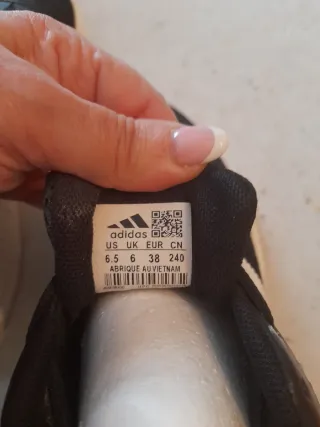 adidas
US UK EUR CN
6.5 6 38 240
ABRIQUE AU VIETNAM